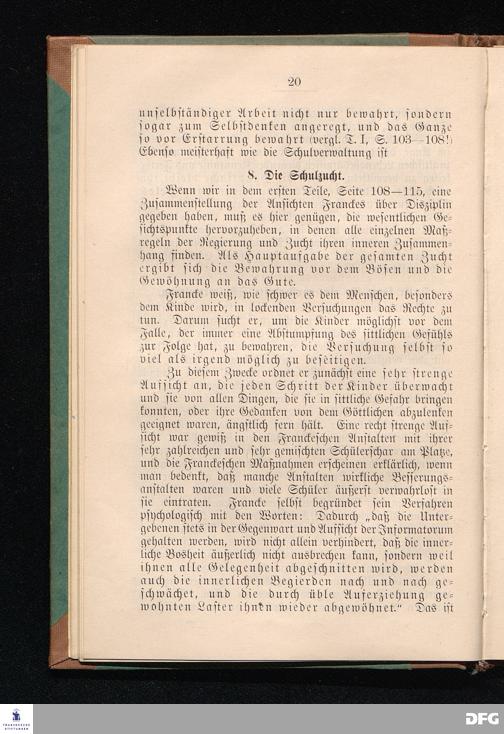 20
unselbständiger Arbeit nicht nur bewahrt, sondern
sogar zum Selbstdenken angeregt, und das Ganze
so vor Erstarrung bewahrt (vergl. T. I, S. 103—108!)
Ebenso meisterhaft wie die Schulverwaltung ist
8. Die Schulzucht.
Wenn wir in dem ersten Teile, Seite 108—115, eine
Zusammenstellung der Ansichten Franckes über Disziplin
gegeben haben, muß es hier genügen, die wesentlichen Ge-
sichtspunkte hervorzuheben, in denen alle einzelnen Maß-
regeln der Regierung und Zucht ihren inneren Zusammen-
hang finden. Als Hauptaufgabe der gesamten Zucht
ergibt sich die Bewahrung vor dem Bösen und die
Gewöhnung an das Gute.
Francke weiß, wie schwer es dem Menschen, besonders
dem Kinde wird, in lockenden Versuchungen das Rechte zu
tun. Darum sucht er, um die Kinder möglichst vor dem
Falle, der immer eine Abstumpfung des sittlichen Gefühls
zur Folge hat, zu bewahren, die Versuchung selbst so
viel als irgend möglich zu beseitigen.
Zu diesem Zwecke ordnet er zunächst eine sehr strenge
Aufsicht an, die jeden Schritt der Kinder überwacht
und sie von allen Dingen, die sie in sittliche Gefahr bringen
konnten, oder ihre Gedanken von dem Göttlichen abzulenken
geeignet waren, ängstlich fern hält. Eine recht strenge Auf-
sicht war gewiß in den Franckeschen Anstalten mit ihrer
sehr zahlreichen und sehr gemischten Schülerschar am Platze,
und die Franckeschen Maßnahmen erscheinen erklärlich, wenn
man bedenkt, daß manche Anstalten wirkliche Besserungs-
anstalten waren und viele Schüler äußerst verwahrlost in
sie eintraten. Francke selbst begründet sein Verfahren
psychologisch mit den Worten: Dadurch „daß die Unter-
gebenen stets in der Gegenwart und Aufsicht der Informatorum
gehalten werden, wird nicht allein verhindert, daß die inner-
liche Bosheit äußerlich nicht ausbrechen kann, sondern weil
ihnen alle Gelegenheit abgeschnitten wird, werden
auch die innerlichen Begierden nach und nach ge-
schwächet, und die durch üble Auferziehung ge-
wohnten Laster ihnen wieder abgewöhnet.“ Das ist
FRANCKESCHE
STIFTUNGEN
DFG